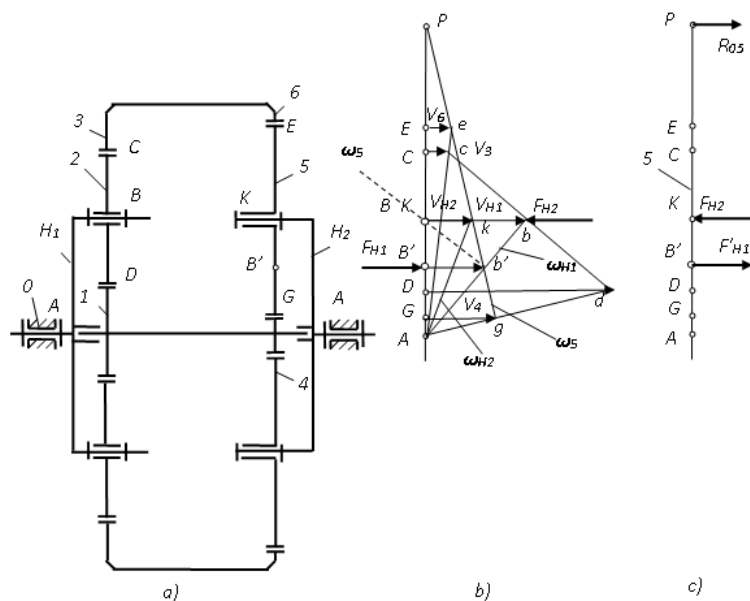 6
3
E
C
2
5
B
K
H1
H2
D
B'
0
A
1
G
A
4
a)
P
V6
E
e
C
c
V3
ω5
B
K
VH2
VH1
FH2
k
b
FH1
B'
b'
ωH1
D
d
G
V4
g
A
ωH2
ω5
b)
P
R05
E
C
5
K
FH2
B'
F'H1
D
G
A
c)